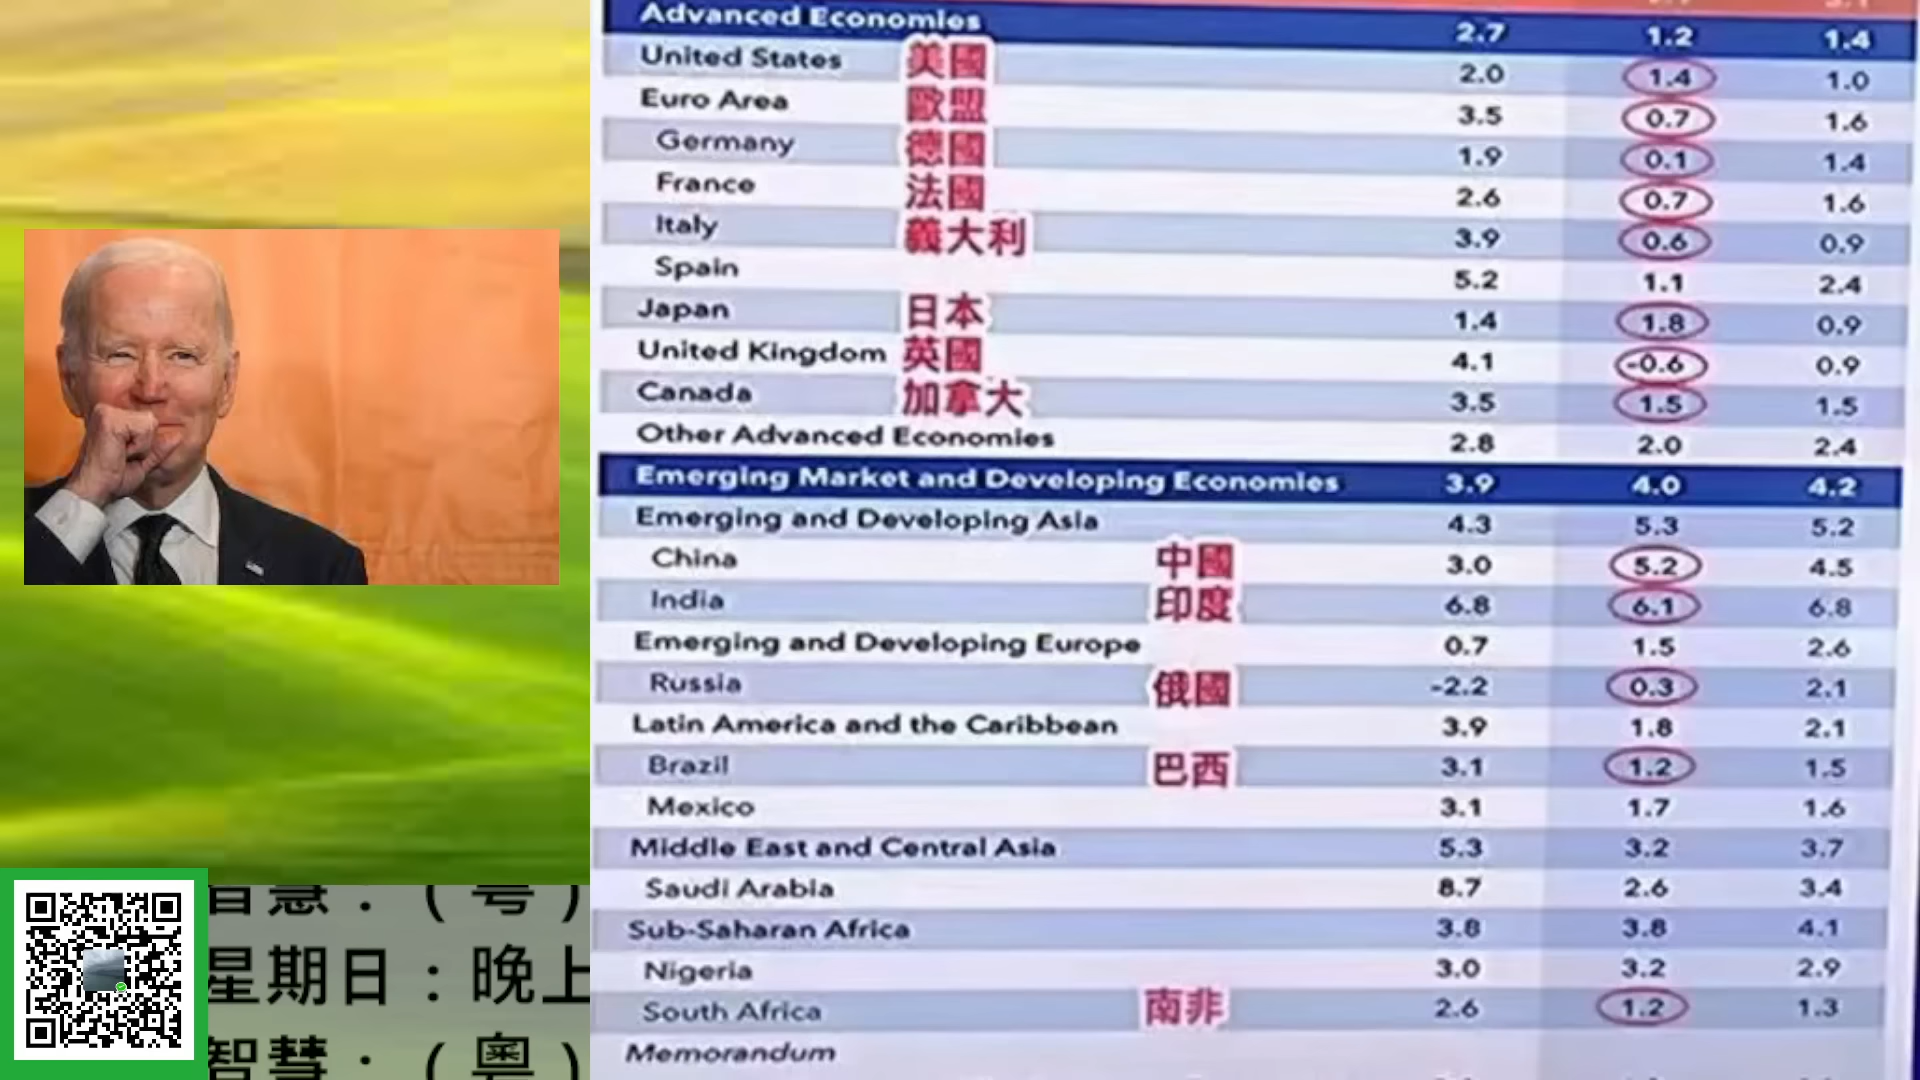 Advanced Economies 2.7 1.2 1.4
United States 美國 2.0 1.4 1.0
Euro Area 歐盟 3.5 0.7 1.6
Germany 德國 1.9 0.1 1.4
France 法國 2.6 0.7 1.6
Italy 義大利 3.9 0.6 0.9
Spain 5.2 1.1 2.4
Japan 日本 1.4 1.8 0.9
United Kingdom 英國 4.1 -0.6 0.9
Canada 加拿大 3.5 1.5 1.5
Other Advanced Economies 2.8 2.0 2.4
Emerging Market and Developing Economies 3.9 4.0 4.2
Emerging and Developing Asia 4.3 5.3 5.2
China 中國 3.0 5.2 4.5
India 印度 6.8 6.1 6.8
Emerging and Developing Europe 0.7 1.5 2.6
Russia 俄國 -2.2 0.3 2.1
Latin America and the Caribbean 3.9 1.8 2.1
Brazil 巴西 3.1 1.2 1.5
Mexico 3.1 1.7 1.6
Middle East and Central Asia 5.3 3.2 3.7
Saudi Arabia 8.7 2.6 3.4
Sub-Saharan Africa 3.8 3.8 4.1
Nigeria 3.0 3.2 2.9
South Africa 南非 2.6 1.2 1.3
Memorandum
智慧：（粵）
星期日：晚上
智慧：（粵）